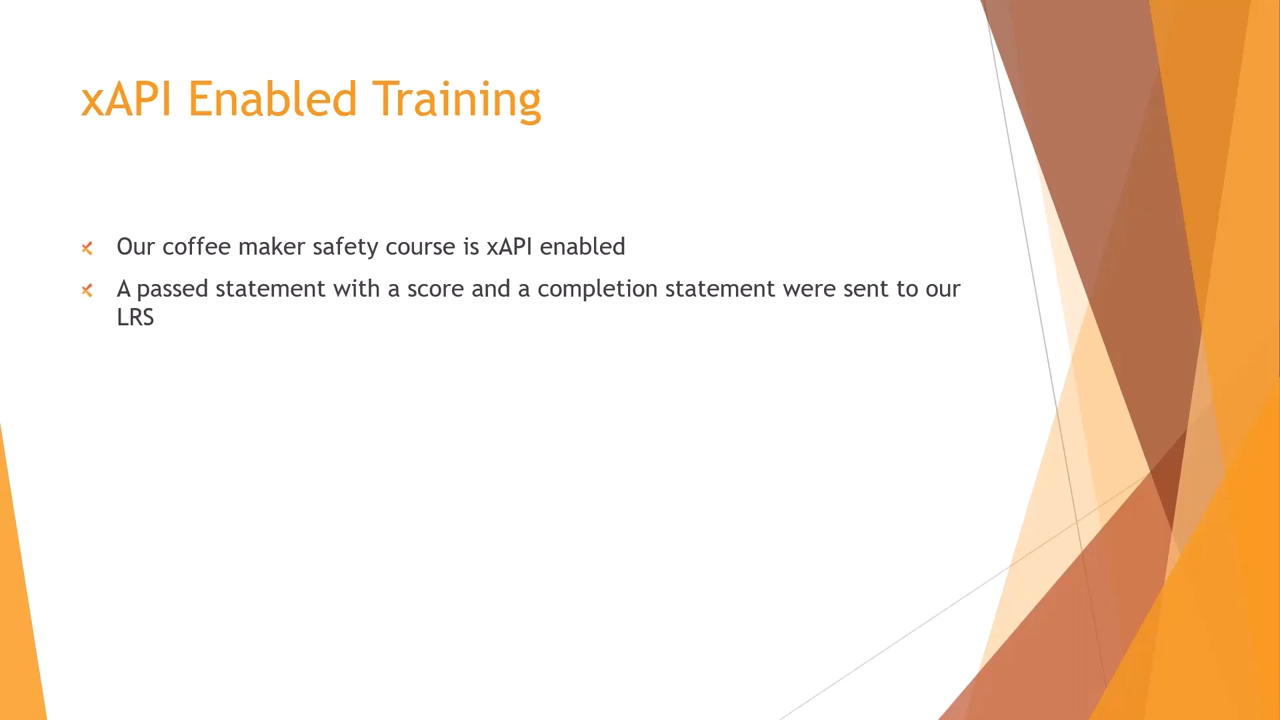 xAPI Enabled Training
Our coffee maker safety course is xAPI enabled
A passed statement with a score and a completion statement were sent to our
LRS